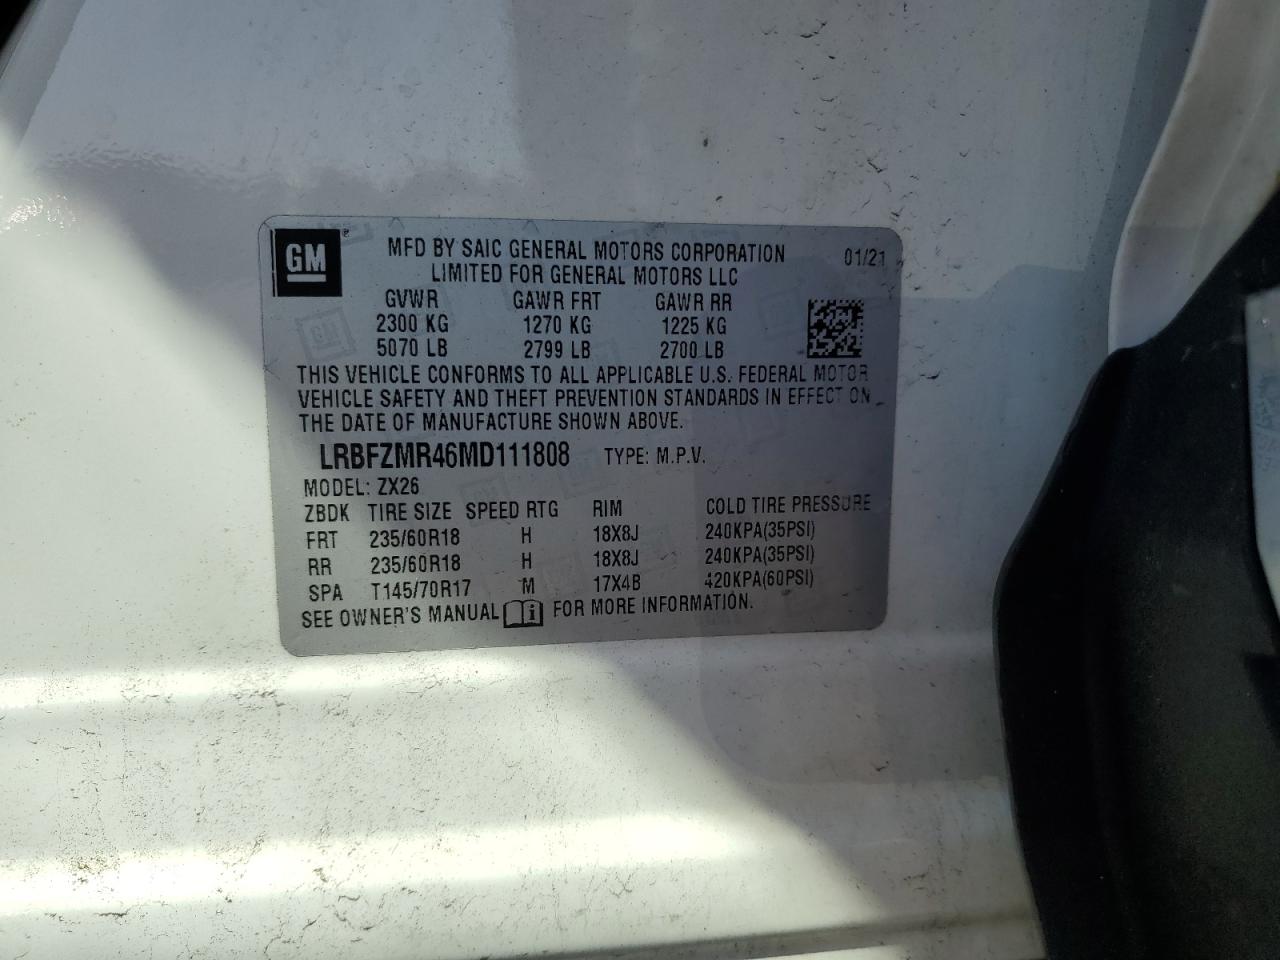 GM
MFD BY SAIC GENERAL MOTORS CORPORATION 01/21
LIMITED FOR GENERAL MOTORS LLC
GVWR GAWR FRT GAWR RR
2300 KG 1270 KG 1225 KG
5070 LB 2799 LB 2700 LB
THIS VEHICLE CONFORMS TO ALL APPLICABLE U.S. FEDERAL MOTOR
VEHICLE SAFETY AND THEFT PREVENTION STANDARDS IN EFFECT ON
THE DATE OF MANUFACTURE SHOWN ABOVE.
LRBFZMR46MD111808 TYPE: M.P.V.
MODEL: ZX26
ZBDK TIRE SIZE SPEED RTG RIM COLD TIRE PRESSURE
FRT 235/60R18 H 18X8J 240KPA(35PSI)
RR 235/60R18 H 18X8J 240KPA(35PSI)
SPA T145/70R17 M 17X4B 420KPA(60PSI)
SEE OWNER'S MANUAL i FOR MORE INFORMATION.